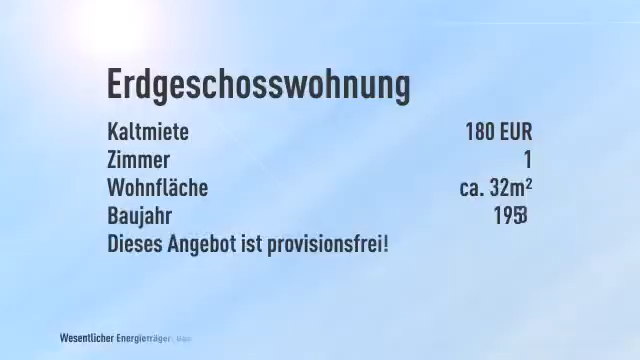 Erdgeschosswohnung
Kaltmiete 180 EUR
Zimmer 1
Wohnfläche ca. 32m²
Baujahr
Dieses Angebot ist provisionsfrei!
Wesentlicher Energieträger: